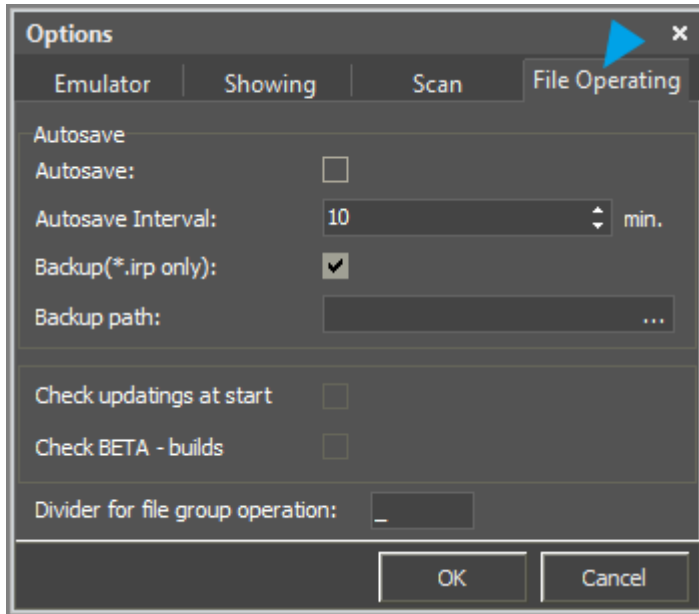 Options
Emulator Showing Scan File Operating
Autosave
Autosave:
Autosave Interval: 10 min.
Backup(*.irp only):
Backup path: ...
Check updatings at start
Check BETA - builds
Divider for file group operation: _
OK Cancel